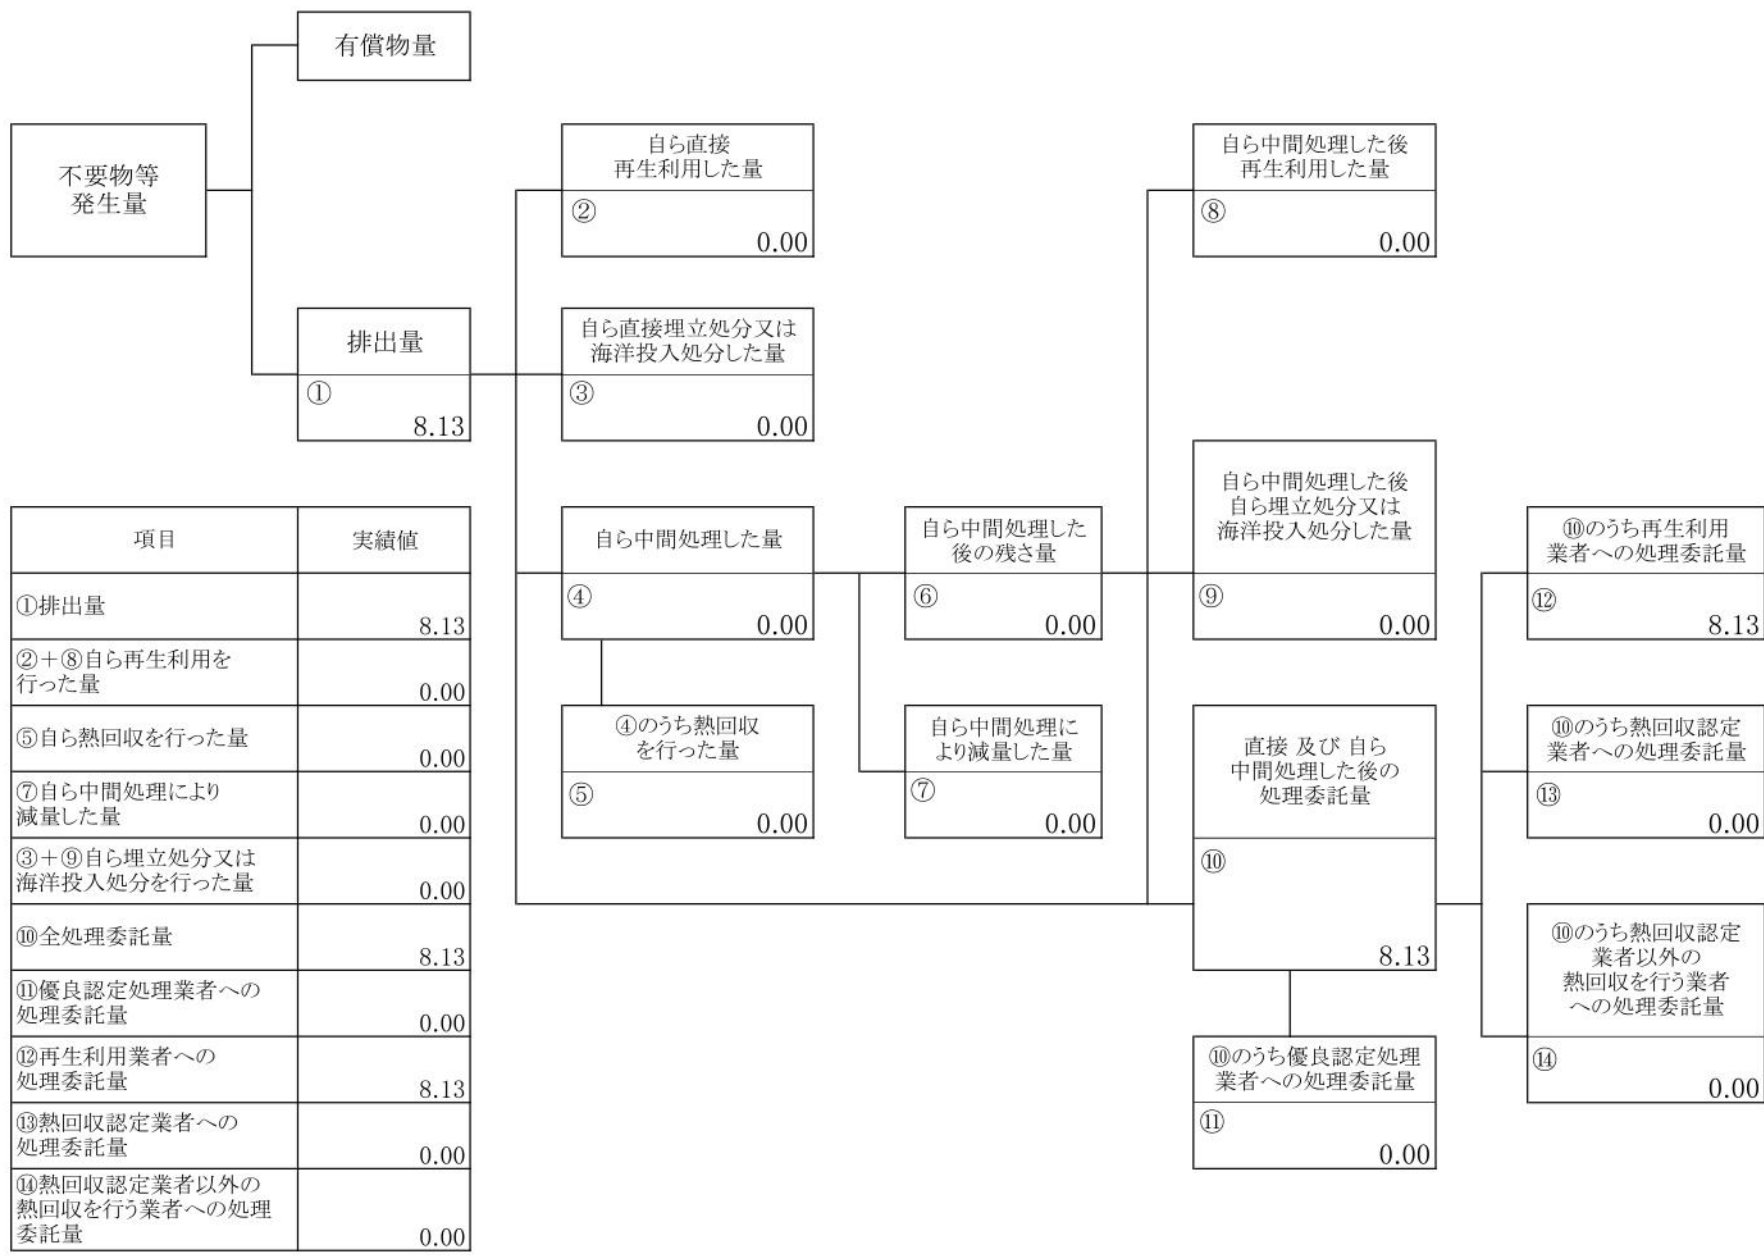 有償物量
不要物等
発生量
排出量
①
8.13
自ら直接
再生利用した量
②
0.00
自ら直接埋立処分又は
海洋投入処分した量
③
0.00
自ら中間処理した量
④
0.00
④のうち熱回収
を行った量
⑤
0.00
自ら中間処理した
後の残さ量
⑥
0.00
自ら中間処理に
より減量した量
⑦
0.00
自ら中間処理した後
再生利用した量
⑧
0.00
自ら中間処理した後
自ら埋立処分又は
海洋投入処分した量
⑨
0.00
直接 及び 自ら
中間処理した後の
処理委託量
⑩
8.13
⑩のうち優良認定処理
業者への処理委託量
⑪
0.00
⑩のうち再生利用
業者への処理委託量
⑫
8.13
⑩のうち熱回収認定
業者への処理委託量
⑬
0.00
⑩のうち熱回収認定
業者以外の
熱回収を行う業者
への処理委託量
⑭
0.00
項目 実績値
①排出量
8.13
②+⑧自ら再生利用を
行った量
0.00
⑤自ら熱回収を行った量
0.00
⑦自ら中間処理により
減量した量
0.00
③+⑨自ら埋立処分又は
海洋投入処分を行った量
0.00
⑩全処理委託量
8.13
⑪優良認定処理業者への
処理委託量
0.00
⑫再生利用業者への
処理委託量
8.13
⑬熱回収認定業者への
処理委託量
0.00
⑭熱回収認定業者以外の
熱回収を行う業者への処理
委託量
0.00